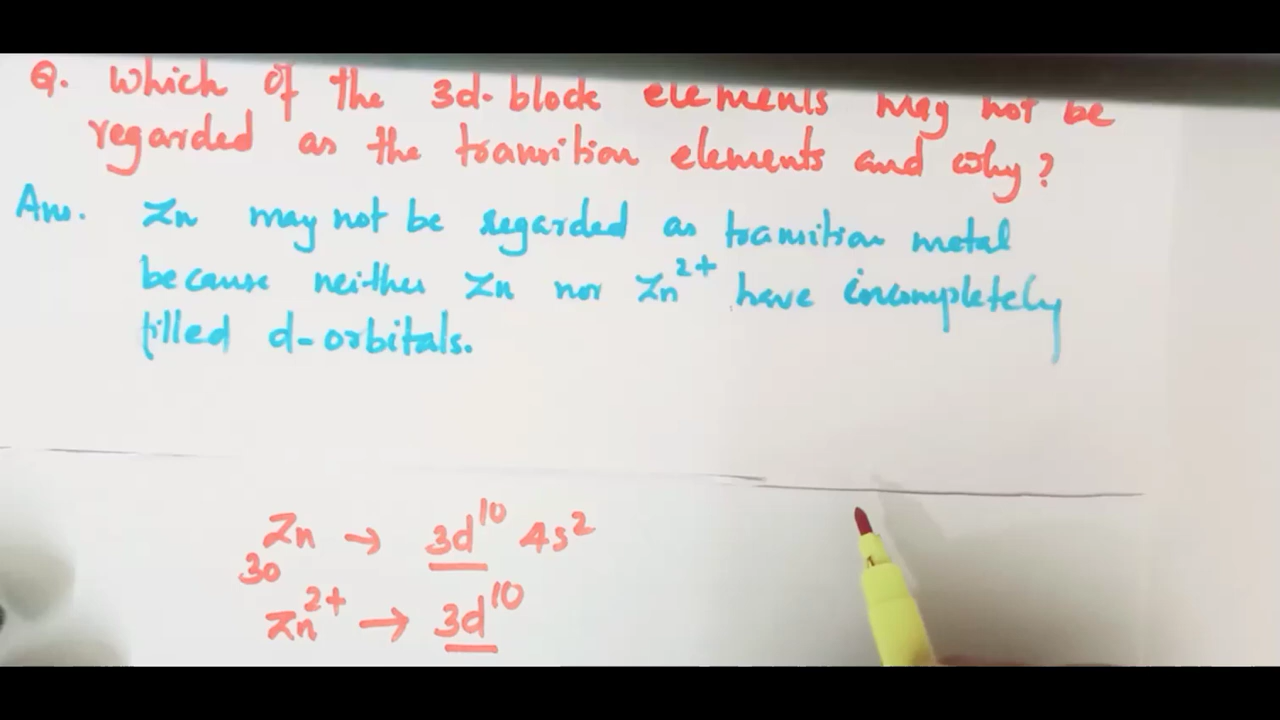 Q. Which of the 3d-block elements may not be
regarded as the transition elements and why?
Ans. Zn may not be regarded as transition metal
because neither Zn nor Zn²⁺ have incompletely
filled d-orbitals.
₃₀Zn → 3d¹⁰ 4s²
Zn²⁺ → 3d¹⁰